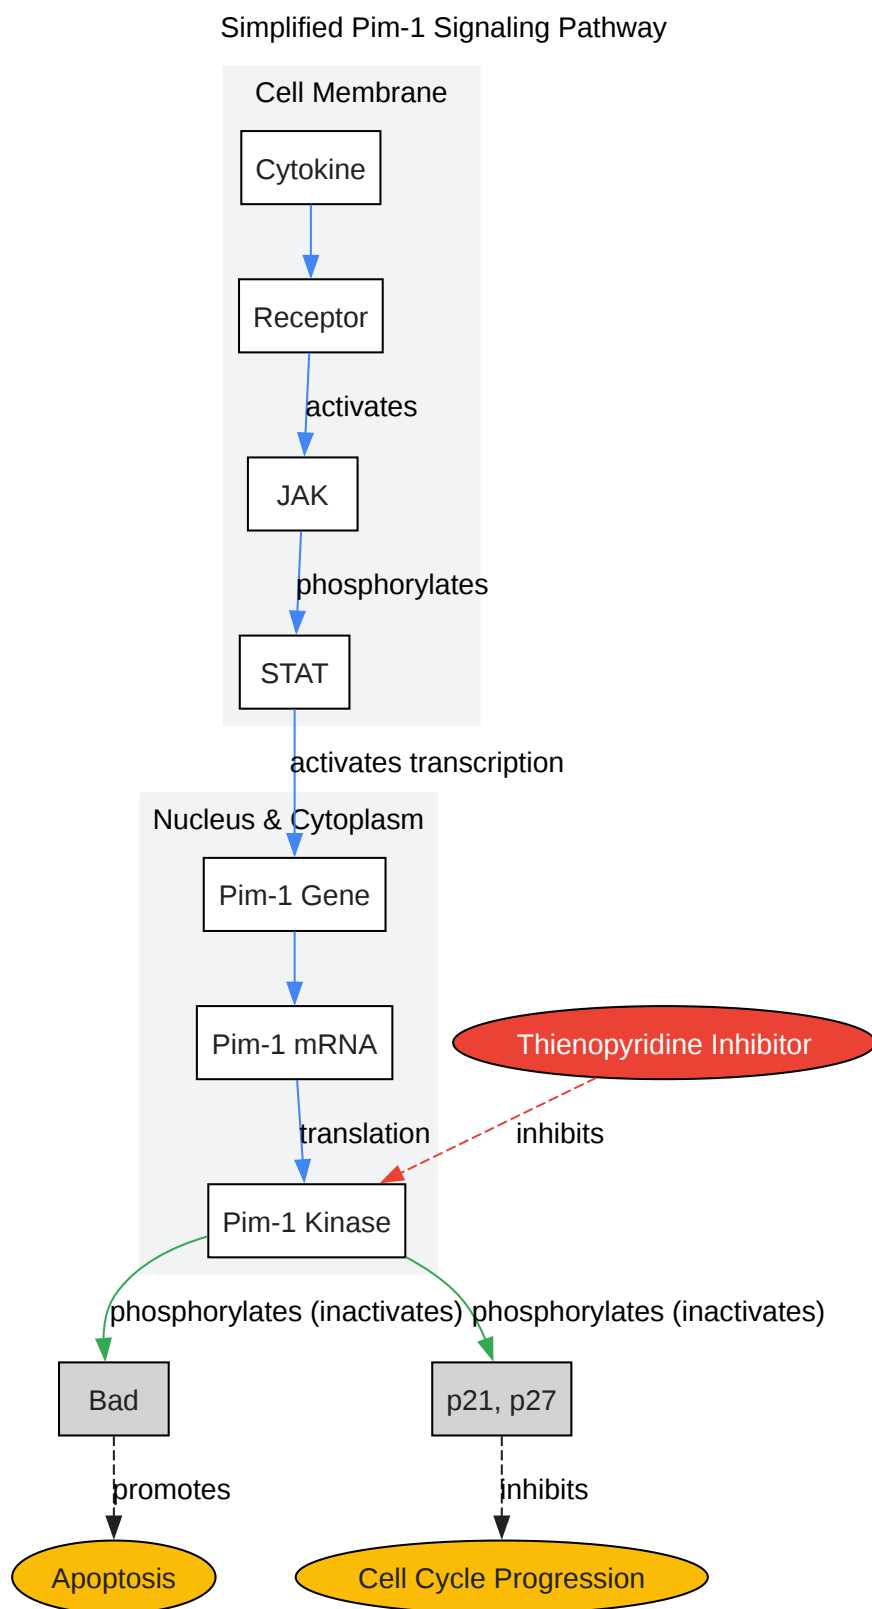 Simplified Pim-1 Signaling Pathway
Cell Membrane
Cytokine
Receptor
activates
JAK
phosphorylates
STAT
activates transcription
Nucleus & Cytoplasm
Pim-1 Gene
Pim-1 mRNA
Thienopyridine Inhibitor
translation
inhibits
Pim-1 Kinase
phosphorylates (inactivates)
phosphorylates (inactivates)
Bad
p21, p27
promotes
inhibits
Apoptosis
Cell Cycle Progression